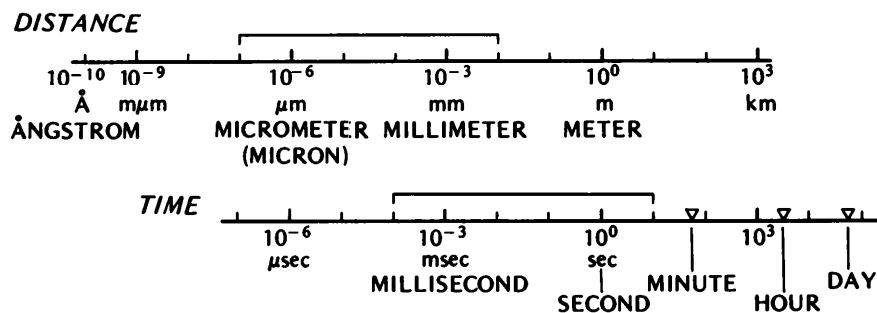 DISTANCE
10⁻¹⁰ 10⁻⁹ 10⁻⁶ 10⁻³ 10⁰ 10³
Å mμm μm mm m km
ÅNGSTROM MICROMETER MILLIMETER METER
(MICRON)
TIME
10⁻⁶ 10⁻³ 10⁰ 10³
μsec msec sec
MILLISECOND MINUTE DAY
SECOND HOUR